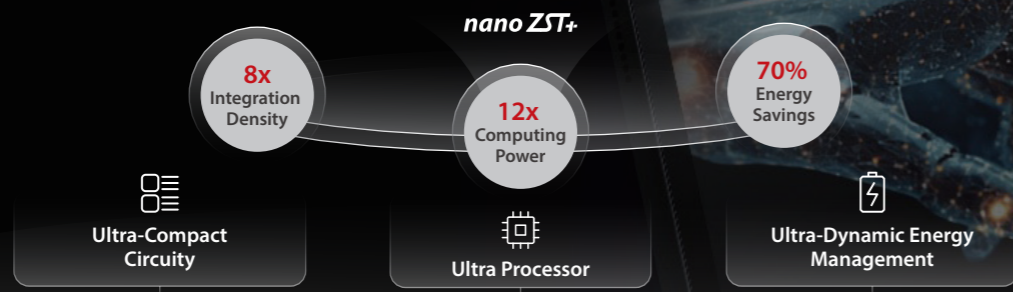 nano ZST+
8x
Integration
Density
12x
Computing
Power
70%
Energy
Savings
Ultra-Compact
Circuity
Ultra Processor
Ultra-Dynamic Energy
Management